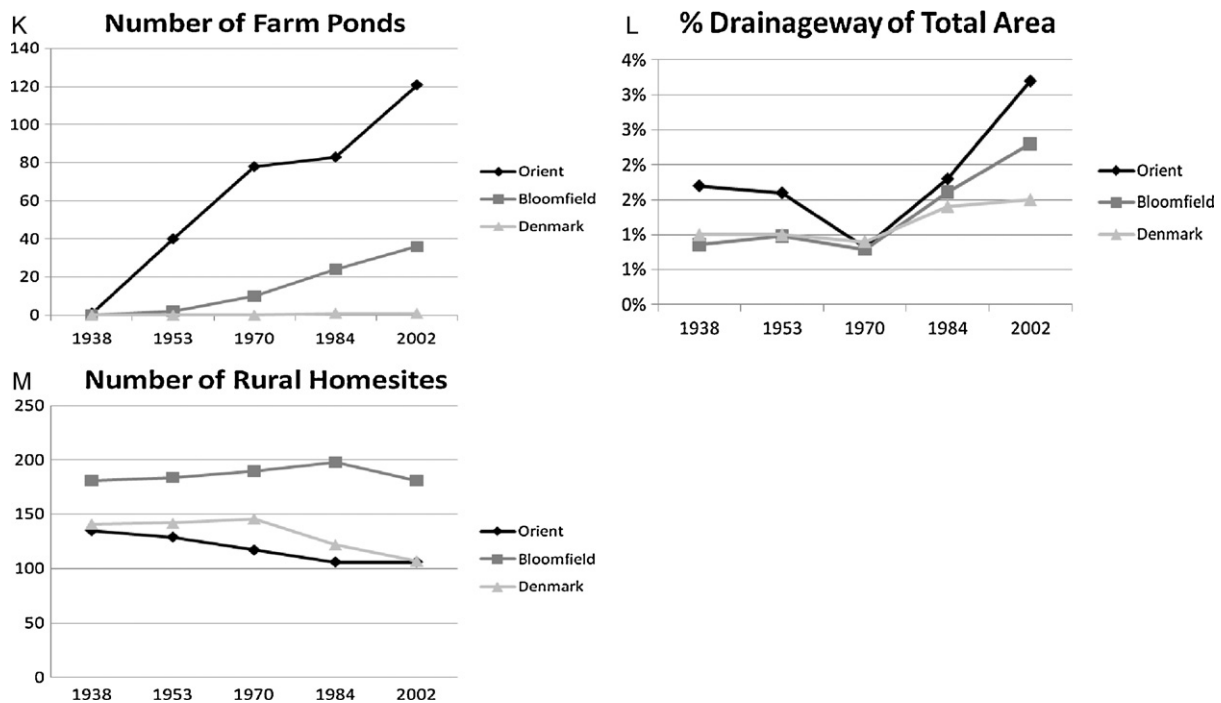 K
Number of Farm Ponds
140
120
100
80
60
40
20
0
1938 1953 1970 1984 2002
Orient
Bloomfield
Denmark
L
% Drainageway of Total Area
4%
3%
3%
2%
2%
1%
1%
0%
1938 1953 1970 1984 2002
Orient
Bloomfield
Denmark
M
Number of Rural Homesites
250
200
150
100
50
0
1938 1953 1970 1984 2002
Orient
Bloomfield
Denmark